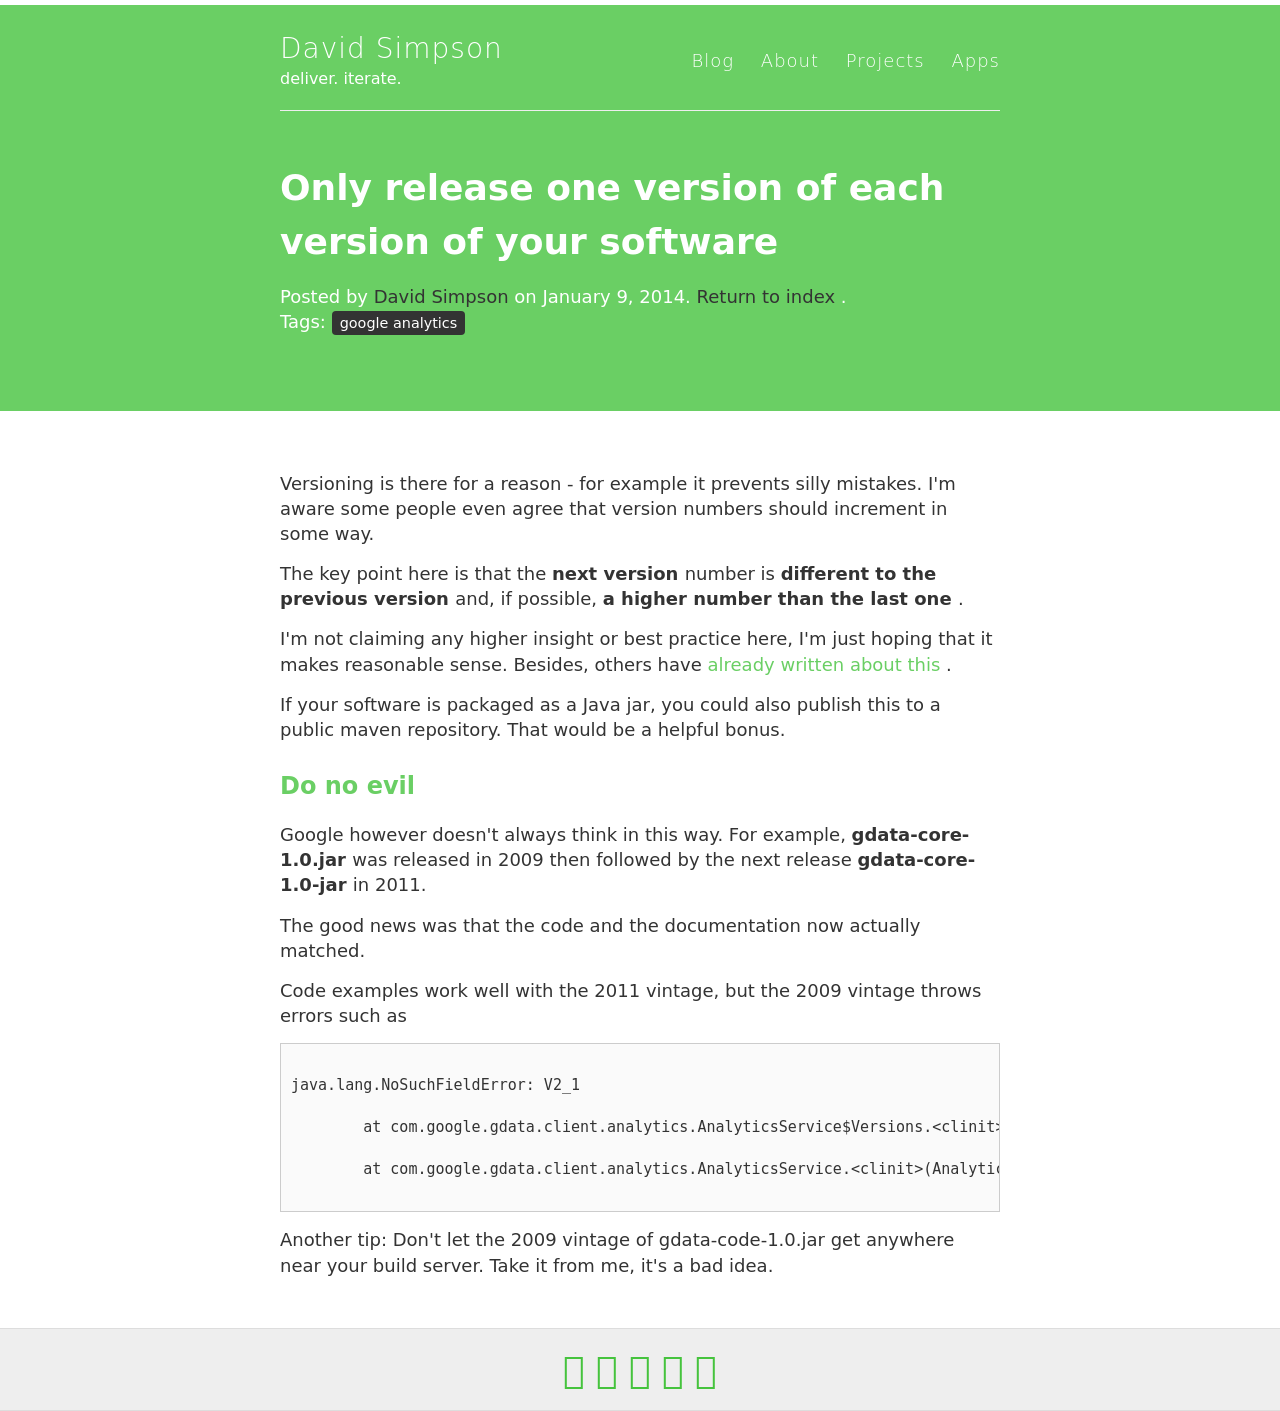 David Simpson
deliver. iterate.
Blog About Projects Apps
Only release one version of each
version of your software
Posted by David Simpson on January 9, 2014. Return to index .
Tags: google analytics
Versioning is there for a reason - for example it prevents silly mistakes. I'm
aware some people even agree that version numbers should increment in
some way.
The key point here is that the next version number is different to the
previous version and, if possible, a higher number than the last one .
I'm not claiming any higher insight or best practice here, I'm just hoping that it
makes reasonable sense. Besides, others have already written about this .
If your software is packaged as a Java jar, you could also publish this to a
public maven repository. That would be a helpful bonus.
Do no evil
Google however doesn't always think in this way. For example, gdata-core-
1.0.jar was released in 2009 then followed by the next release gdata-core-
1.0-jar in 2011.
The good news was that the code and the documentation now actually
matched.
Code examples work well with the 2011 vintage, but the 2009 vintage throws
errors such as
java.lang.NoSuchFieldError: V2_1
at com.google.gdata.client.analytics.AnalyticsService$Versions.<clinit>
at com.google.gdata.client.analytics.AnalyticsService.<clinit>(Analytic
Another tip: Don't let the 2009 vintage of gdata-code-1.0.jar get anywhere
near your build server. Take it from me, it's a bad idea.